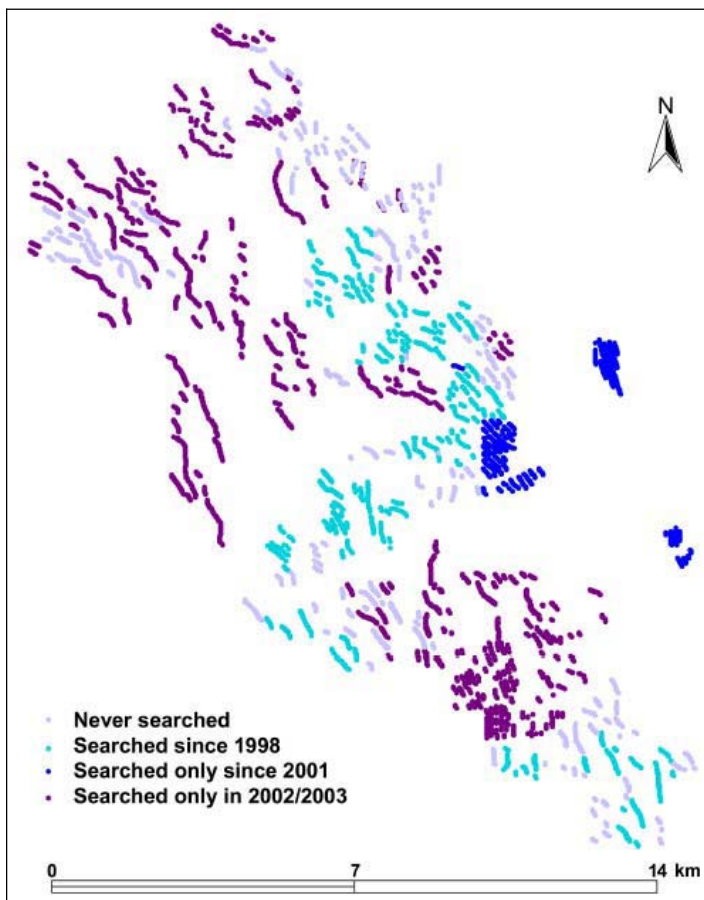 N
Never searched
Searched since 1998
Searched only since 2001
Searched only in 2002/2003
0 7 14 km